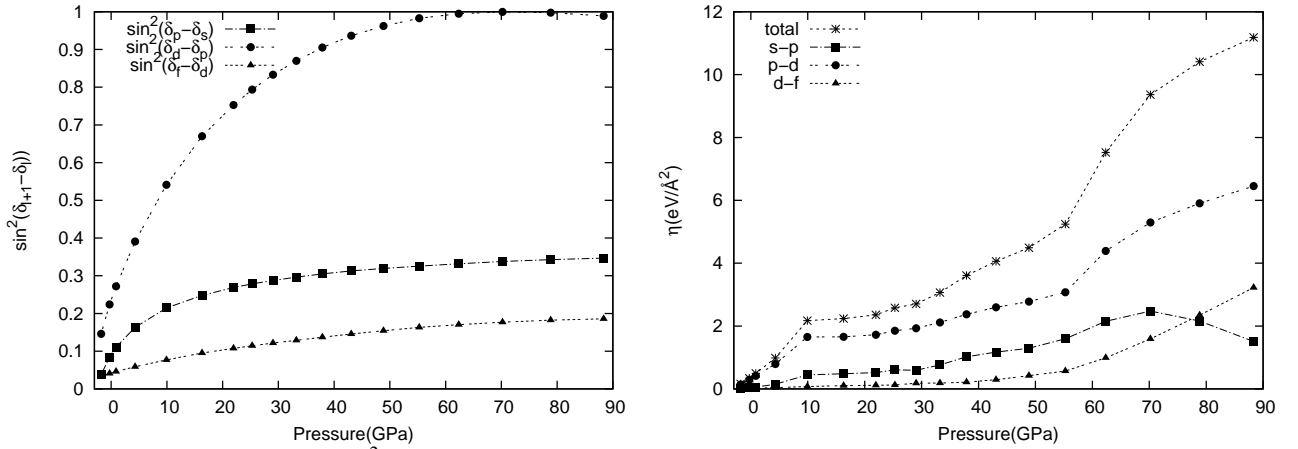 sin²(δp−δs)
sin²(δd−δp)
sin²(δf−δd)
1
0.9
0.8
0.7
0.6
0.5
0.4
0.3
0.2
0.1
0
sin²(δl+1−δl))
0 10 20 30 40 50 60 70 80 90
Pressure(GPa)
2
total
s−p
p−d
d−f
12
10
8
6
4
2
0
η(eV/Å²)
0 10 20 30 40 50 60 70 80 90
Pressure(GPa)